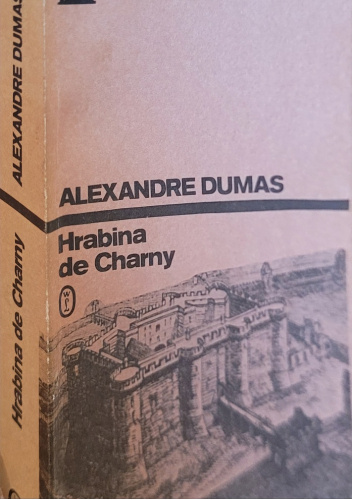 ALEXANDRE DUMAS
Hrabina de Charny
ALEXANDRE DUMAS
Hrabina
de Charny